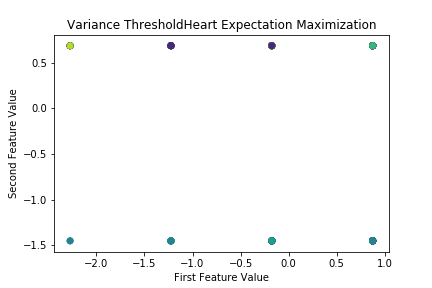 Variance ThresholdHeart Expectation Maximization
0.5
0.0
−0.5
−1.0
−1.5
Second Feature Value
−2.0 −1.5 −1.0 −0.5 0.0 0.5 1.0
First Feature Value